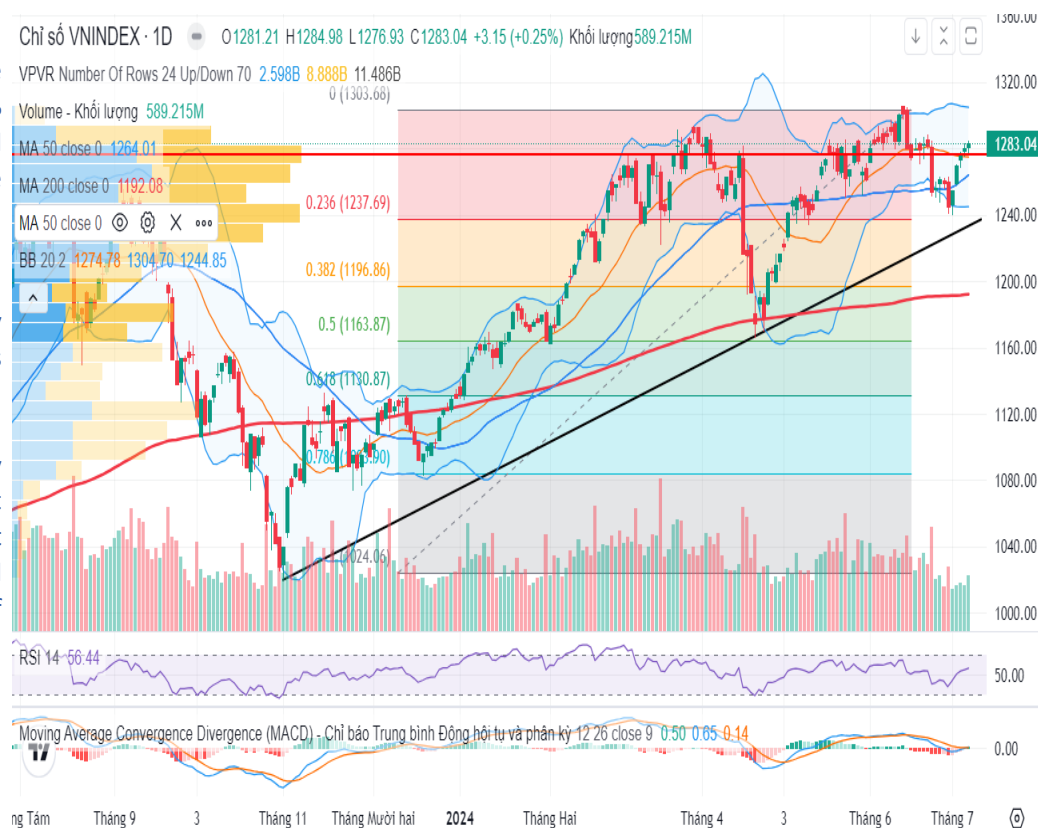 Chỉ số VNINDEX · 1D O1281.21 H1284.98 L1276.93 C1283.04 +3.15 (+0.25%) Khối lượng589.215M
VPVR Number Of Rows 24 Up/Down 70 2.598B 8.888B 11.486B
0 (1303.68)
Volume - Khối lượng 589.215M
MA 50 close 0 1264.01
MA 200 close 0 1192.08
0.236 (1237.69)
MA 50 close 0
BB 20 2 1274.78 1304.70 1244.85
0.382 (1196.86)
0.5 (1163.87)
0.618 (1130.87)
1360.00
1320.00
1283.04
1240.00
1200.00
1160.00
1120.00
1080.00
1040.00
1000.00
RSI 14 56.44
50.00
Moving Average Convergence Divergence (MACD) - Chỉ báo Trung bình Động hội tụ và phân kỳ 12 26 close 9 0.50 0.65 0.14
0.00
ng Tám Tháng 9 3 Tháng 11 Tháng Mười hai 2024 Tháng Hai Tháng 4 3 Tháng 6 Tháng 7